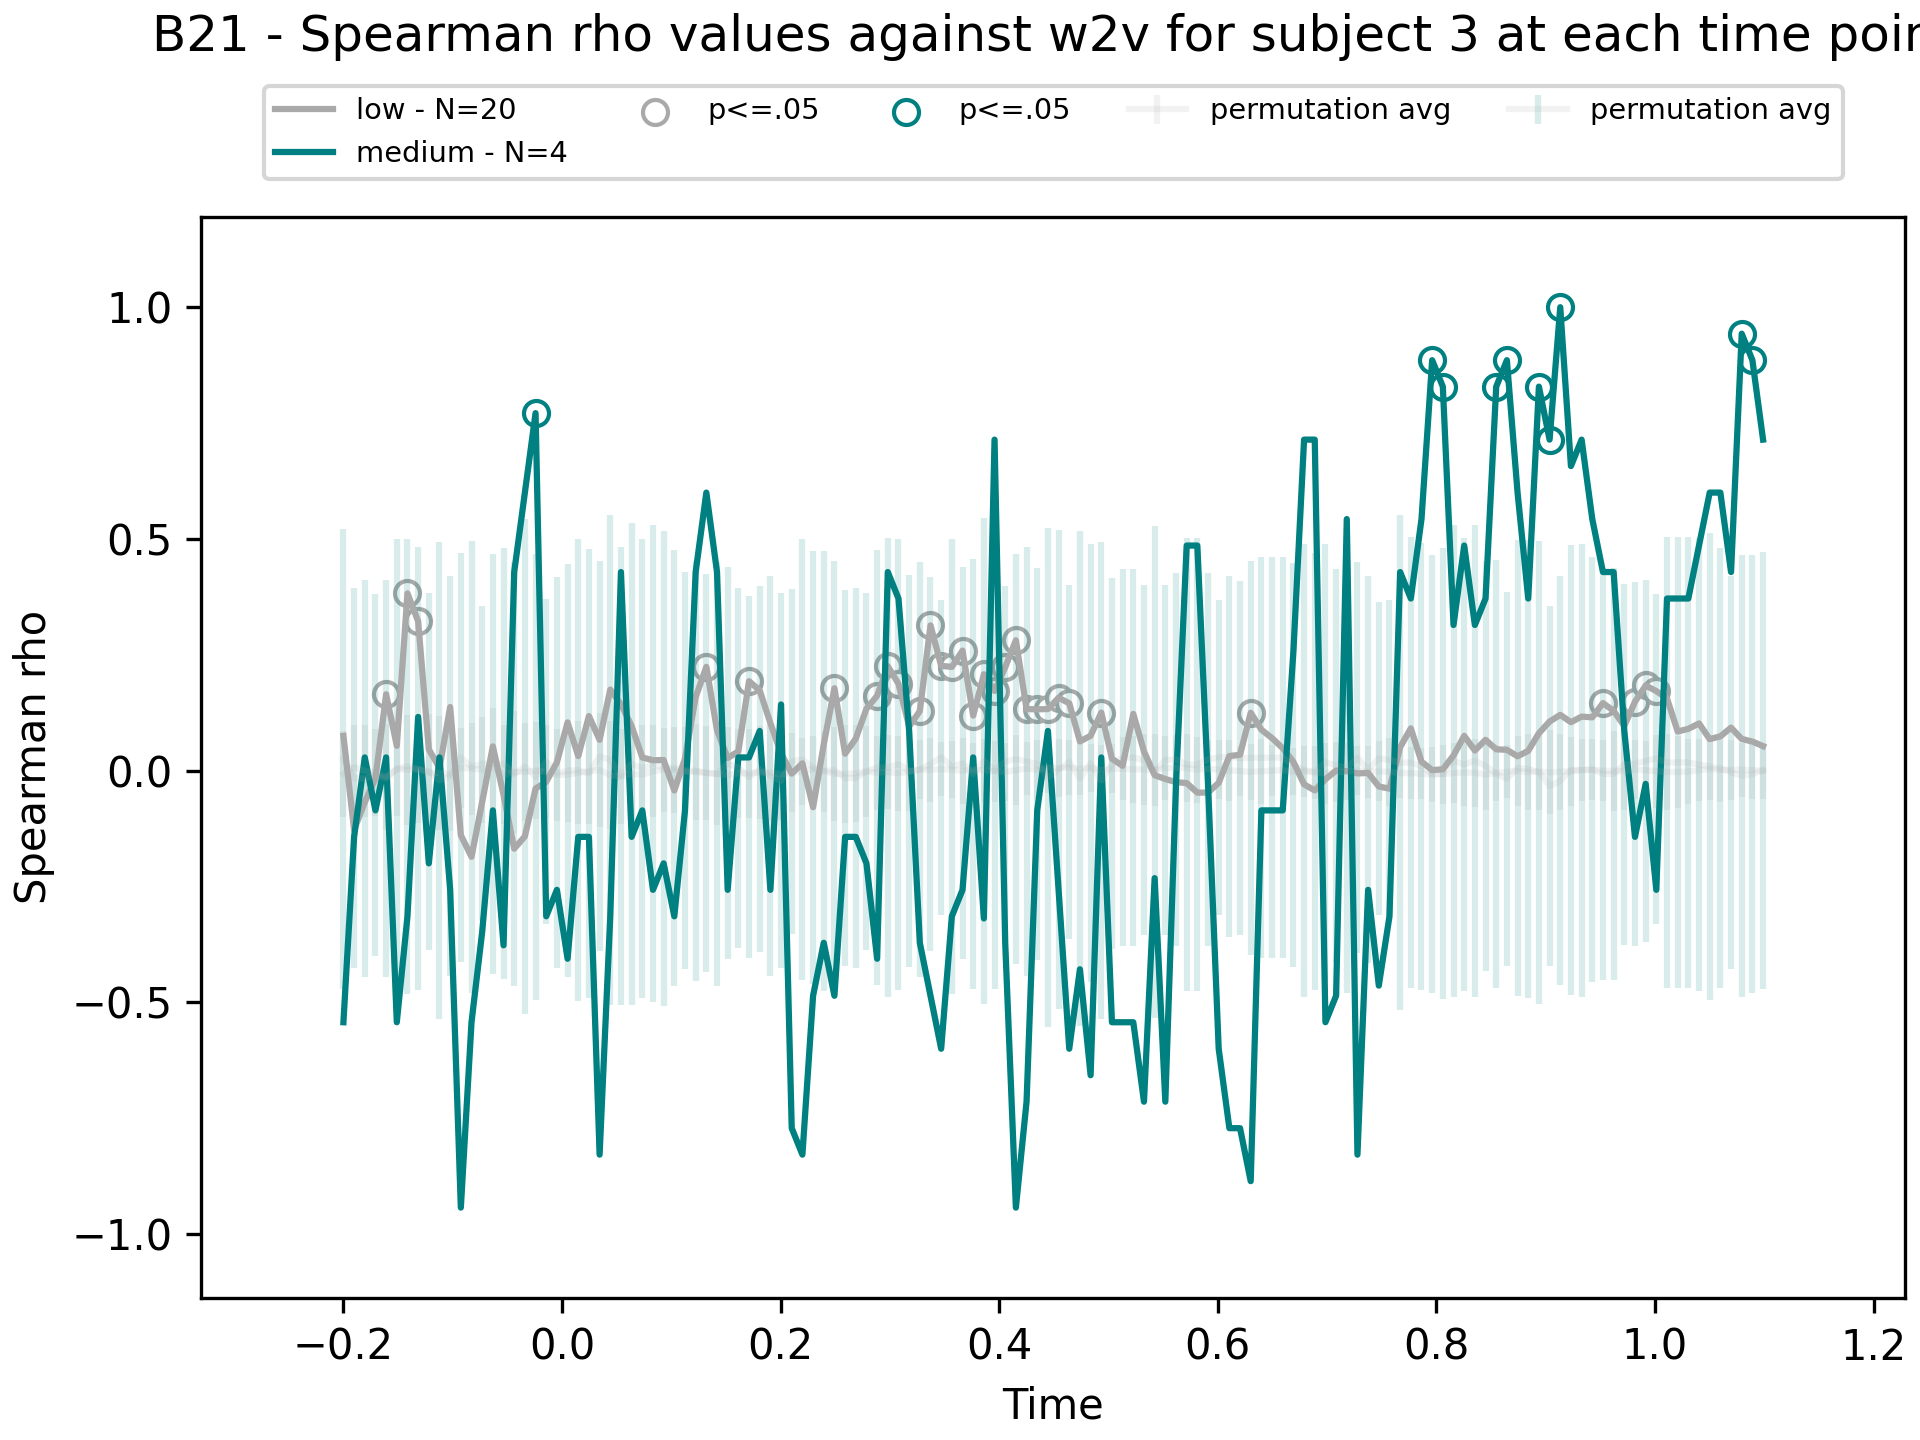 B21 - Spearman rho values against w2v for subject 3 at each time poin
low - N=20
medium - N=4
p<=.05
p<=.05
permutation avg
permutation avg
1.0
0.5
0.0
−0.5
−1.0
Spearman rho
−0.2 0.0 0.2 0.4 0.6 0.8 1.0 1.2
Time